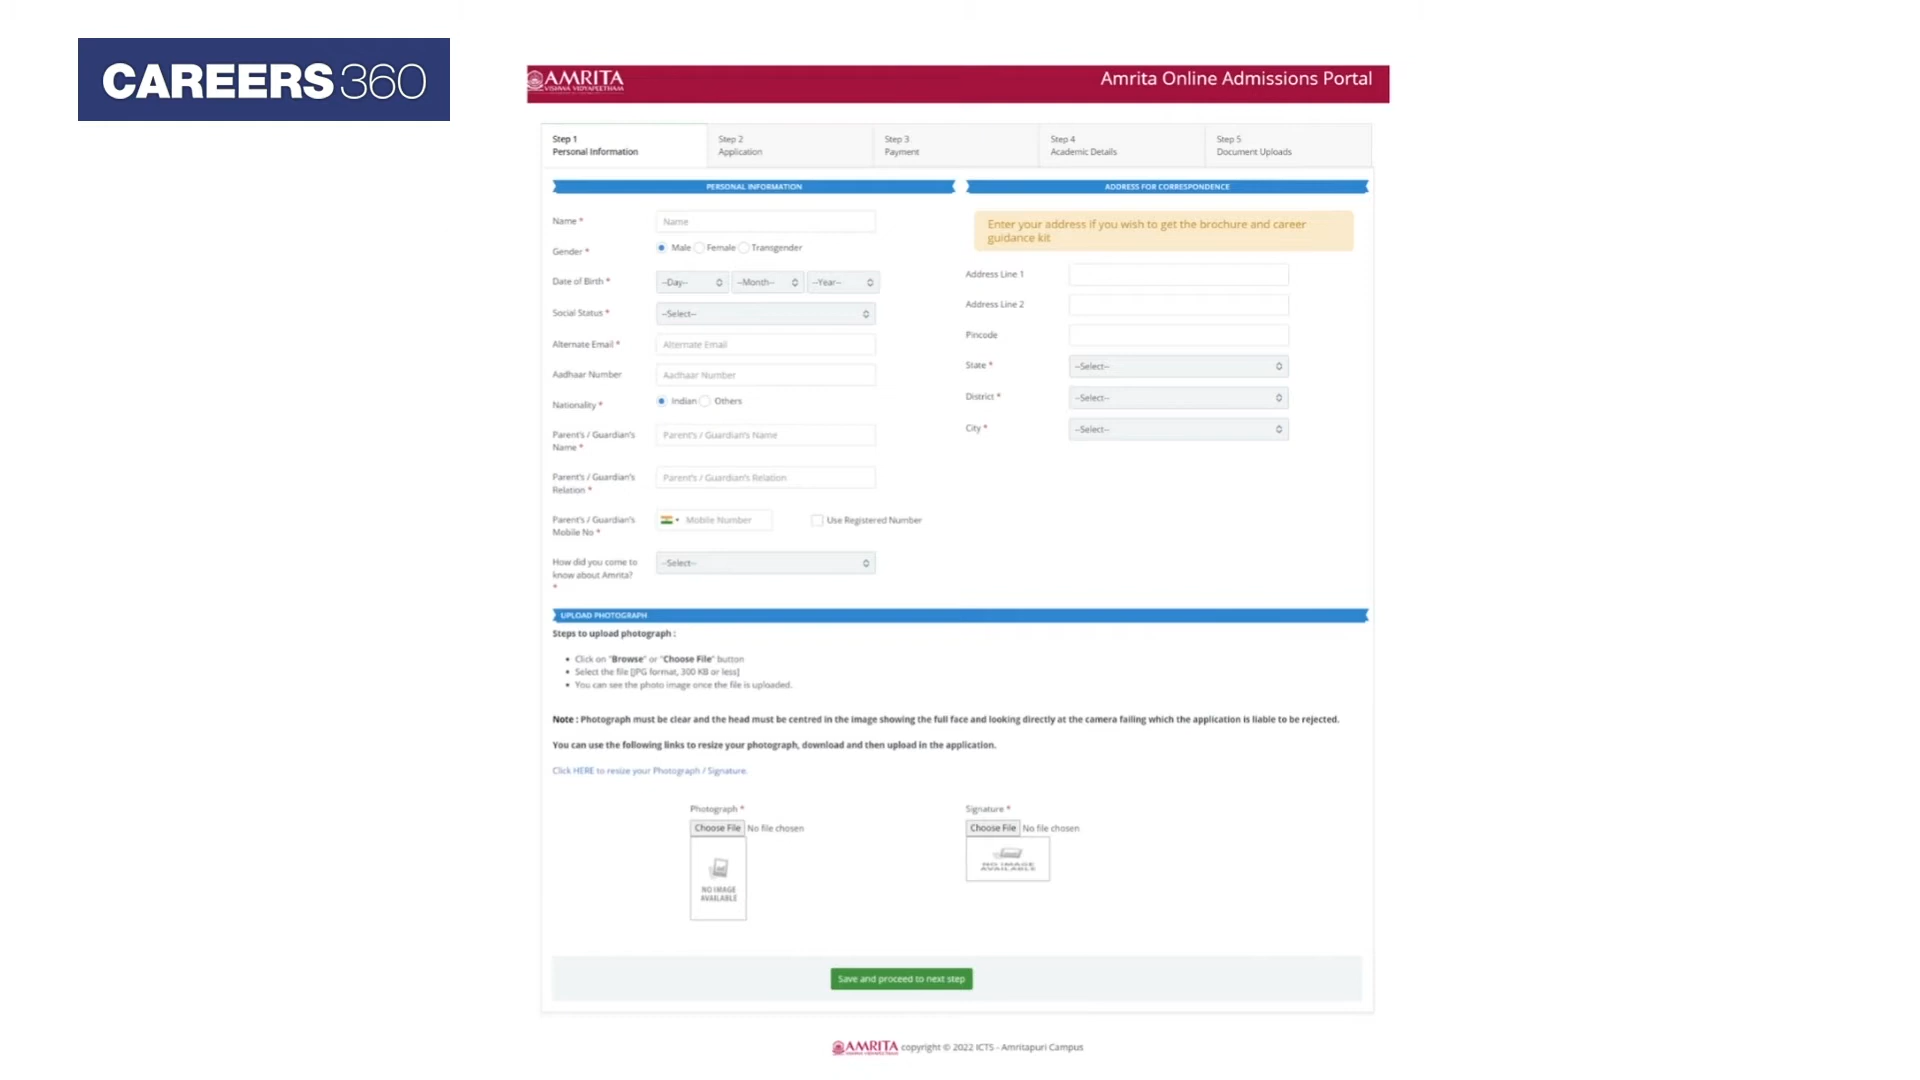 CAREERS360
AMRITA
VISHWA VIDYAPEETHAM
Amrita Online Admissions Portal
Step 1
Personal Information
Step 2
Application
Step 3
Payment
Step 4
Academic Details
Step 5
Document Uploads
PERSONAL INFORMATION
Name * Name
Gender * Male Female Transgender
Date of Birth * --Day-- --Month-- --Year--
Social Status * --Select--
Alternate Email * Alternate Email
Aadhaar Number Aadhaar Number
Nationality * Indian Others
Parent's / Guardian's
Name *
Parent's / Guardian's Name
Parent's / Guardian's
Relation *
Parent's / Guardian's Relation
Parent's / Guardian's
Mobile No *
Mobile Number Use Registered Number
How did you come to
know about Amrita?
*
--Select--
ADDRESS FOR CORRESPONDENCE
Enter your address if you wish to get the brochure and career
guidance kit
Address Line 1
Address Line 2
Pincode
State * --Select--
District * --Select--
City * --Select--
UPLOAD PHOTOGRAPH
Steps to upload photograph :
• Click on "Browse" or "Choose File" button
• Select the file [JPG format, 300 KB or less]
• You can see the photo image once the file is uploaded.
Note : Photograph must be clear and the head must be centred in the image showing the full face and looking directly at the camera failing which the application is liable to be rejected.
You can use the following links to resize your photograph, download and then upload in the application.
Click HERE to resize your Photograph / Signature.
Photograph *
Choose File No file chosen
NO IMAGE
AVAILABLE
Signature *
Choose File No file chosen
NO IMAGE
AVAILABLE
Save and proceed to next step
AMRITA
VISHWA VIDYAPEETHAM
copyright © 2022 ICTS - Amritapuri Campus